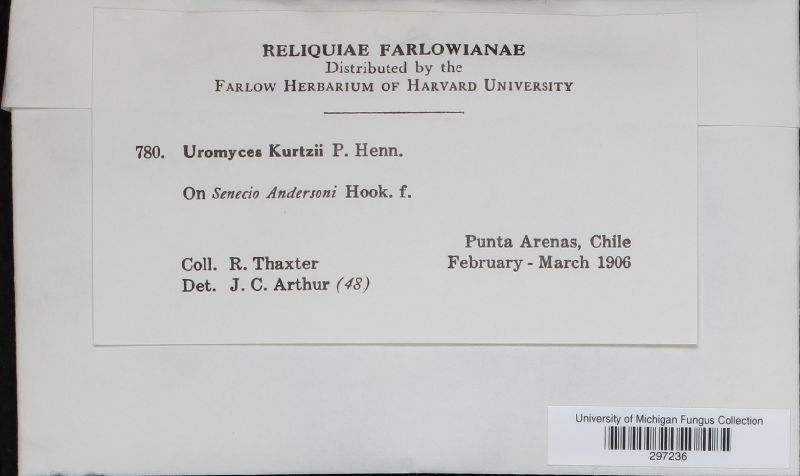 RELIQUIAE FARLOWIANAE
Distributed by the
FARLOW HERBARIUM OF HARVARD UNIVERSITY
780. Uromyces Kurtzii P. Henn.
On Senecio Andersoni Hook. f.
Punta Arenas, Chile
February - March 1906
Coll. R. Thaxter
Det. J. C. Arthur (48)
University of Michigan Fungus Collection
297236